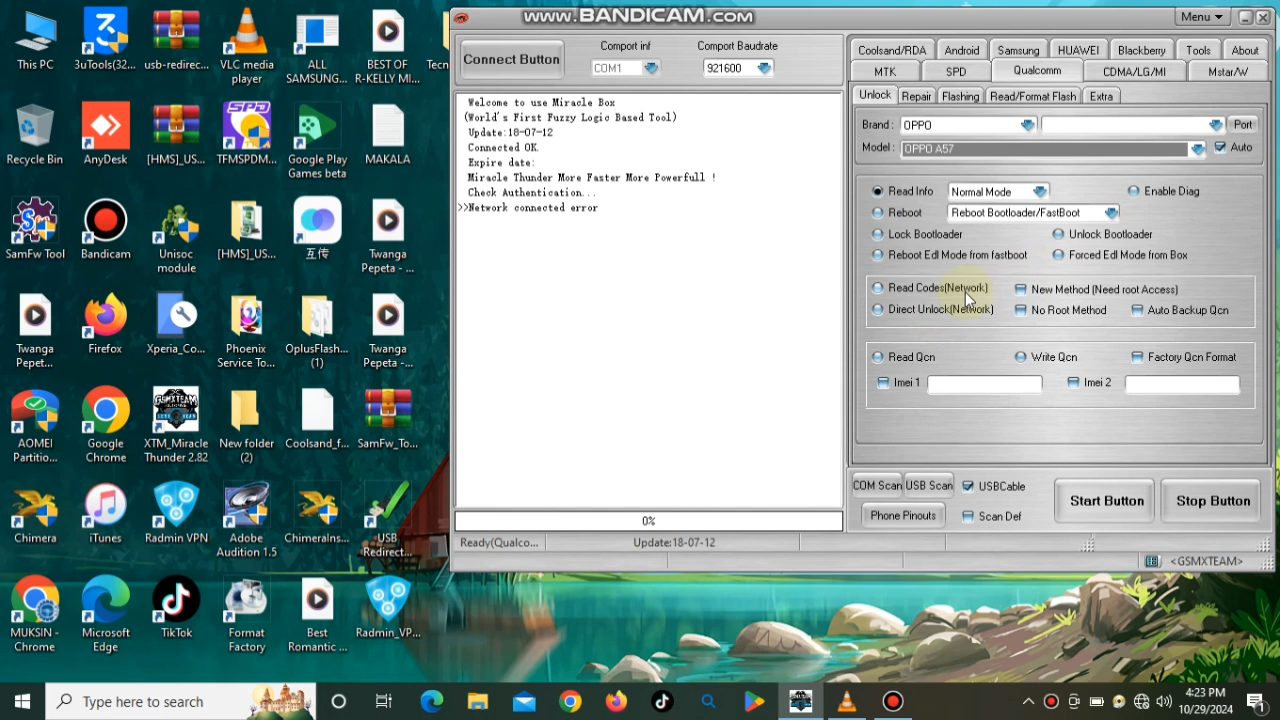 www.BANDICAM.com
Menu
This PC
3uTools(32...
usb-redirec...
VLC media player
ALL SAMSUNG...
BEST OF R-KELLY MI...
Tecn
Recycle Bin
AnyDesk
[HMS]_US...
SPD
TFMSPDM...
Google Play Games beta
MAKALA
SamFw Tool
Bandicam
Unisoc module
[HMS]_US...
互传
Twanga Pepeta - ...
Twanga Pepet...
Firefox
Xperia_Co...
Phoenix Service To...
OplusFlash... (1)
Twanga Pepeta -...
AOMEI Partitio...
Google Chrome
GSMXTEAM
XTM_Miracle Thunder 2.82
New folder (2)
Coolsand_f...
SamFw_To...
Chimera
iTunes
Radmin VPN
Adobe Audition 1.5
ChimeraIns...
USB Redirect...
MUKSIN - Chrome
Microsoft Edge
TikTok
Format Factory
Best Romantic ...
Radmin_VP...
Connect Button
Comport inf
COM1
Comport Baudrate
921600
Welcome to use Miracle Box
(World's First Fuzzy Logic Based Tool)
Update:18-07-12
Connected OK.
Expire date:
Miracle Thunder More Faster More Powerfull !
Check Authentication...
>>Network connected error
0%
Ready(Qualco...
Update:18-07-12
Coolsand/RDA
Android
Samsung
HUAWEI
Blackberry
Tools
About
MTK
SPD
Qualcomm
CDMA/LG/MI
Mstar/W
Unlock
Repair
Flashing
Read/Format Flash
Extra
Brand :
OPPO
Port
Model :
OPPO A57
Auto
Read Info
Normal Mode
Enable Diag
Reboot
Reboot Bootloader/FastBoot
Lock Bootloader
Unlock Bootloader
Reboot Edl Mode from fastboot
Forced Edl Mode from Box
Read Codes(Network)
New Method (Need root Access)
Direct Unlock(Network)
No Root Method
Auto Backup Qcn
Read Qcn
Write Qcn
Factory Qcn Format
Imei 1
Imei 2
COM Scan
USB Scan
USBCable
Phone Pinouts
Scan Def
Start Button
Stop Button
<GSMXTEAM>
Type here to search
4:23 PM
10/29/2024
1